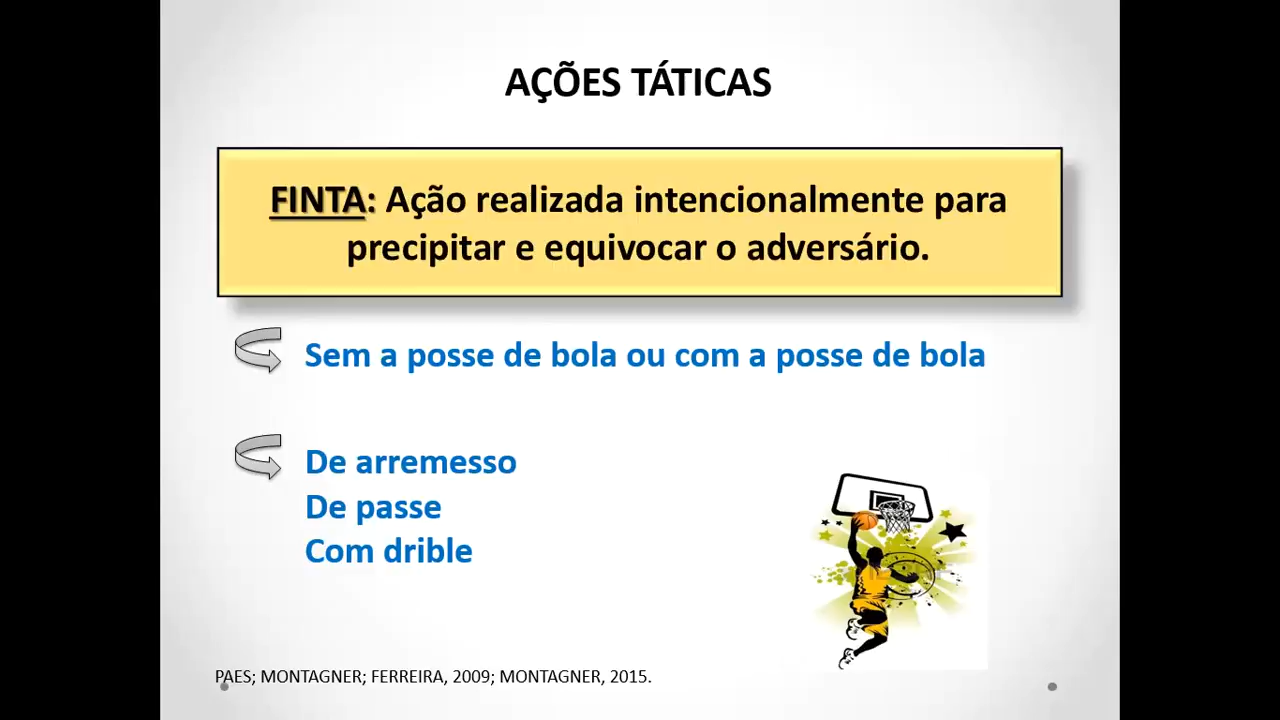 AÇÕES TÁTICAS
FINTA: Ação realizada intencionalmente para
precipitar e equivocar o adversário.
Sem a posse de bola ou com a posse de bola
De arremesso
De passe
Com drible
PAES; MONTAGNER; FERREIRA, 2009; MONTAGNER, 2015.